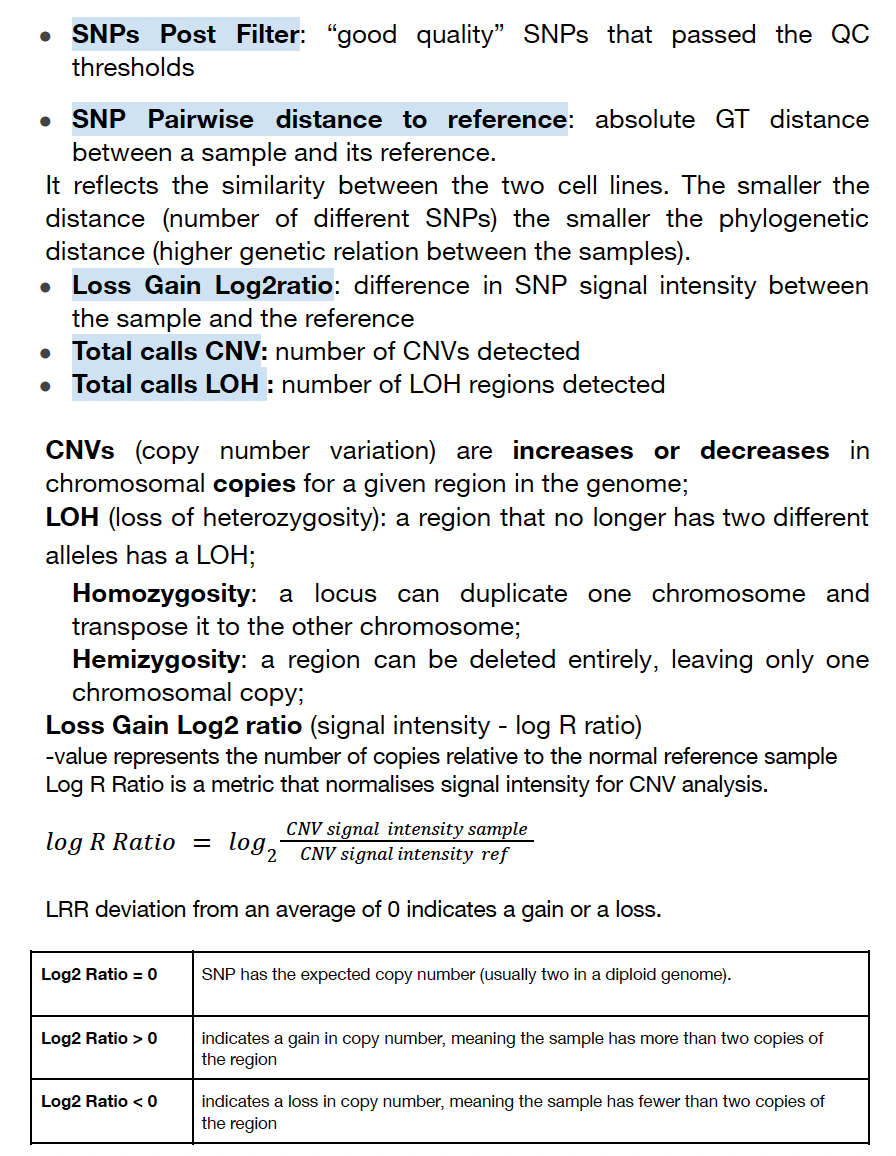 ● SNPs Post Filter: “good quality” SNPs that passed the QC
thresholds
● SNP Pairwise distance to reference: absolute GT distance
between a sample and its reference.
It reflects the similarity between the two cell lines. The smaller the
distance (number of different SNPs) the smaller the phylogenetic
distance (higher genetic relation between the samples).
● Loss Gain Log2ratio: difference in SNP signal intensity between
the sample and the reference
● Total calls CNV: number of CNVs detected
● Total calls LOH : number of LOH regions detected
CNVs (copy number variation) are increases or decreases in
chromosomal copies for a given region in the genome;
LOH (loss of heterozygosity): a region that no longer has two different
alleles has a LOH;
Homozygosity: a locus can duplicate one chromosome and
transpose it to the other chromosome;
Hemizygosity: a region can be deleted entirely, leaving only one
chromosomal copy;
Loss Gain Log2 ratio (signal intensity - log R ratio)
-value represents the number of copies relative to the normal reference sample
Log R Ratio is a metric that normalises signal intensity for CNV analysis.
log R Ratio = log2 CNV signal intensity sample / CNV signal intensity ref
LRR deviation from an average of 0 indicates a gain or a loss.
Log2 Ratio = 0 SNP has the expected copy number (usually two in a diploid genome).
Log2 Ratio > 0 indicates a gain in copy number, meaning the sample has more than two copies of
the region
Log2 Ratio < 0 indicates a loss in copy number, meaning the sample has fewer than two copies of
the region